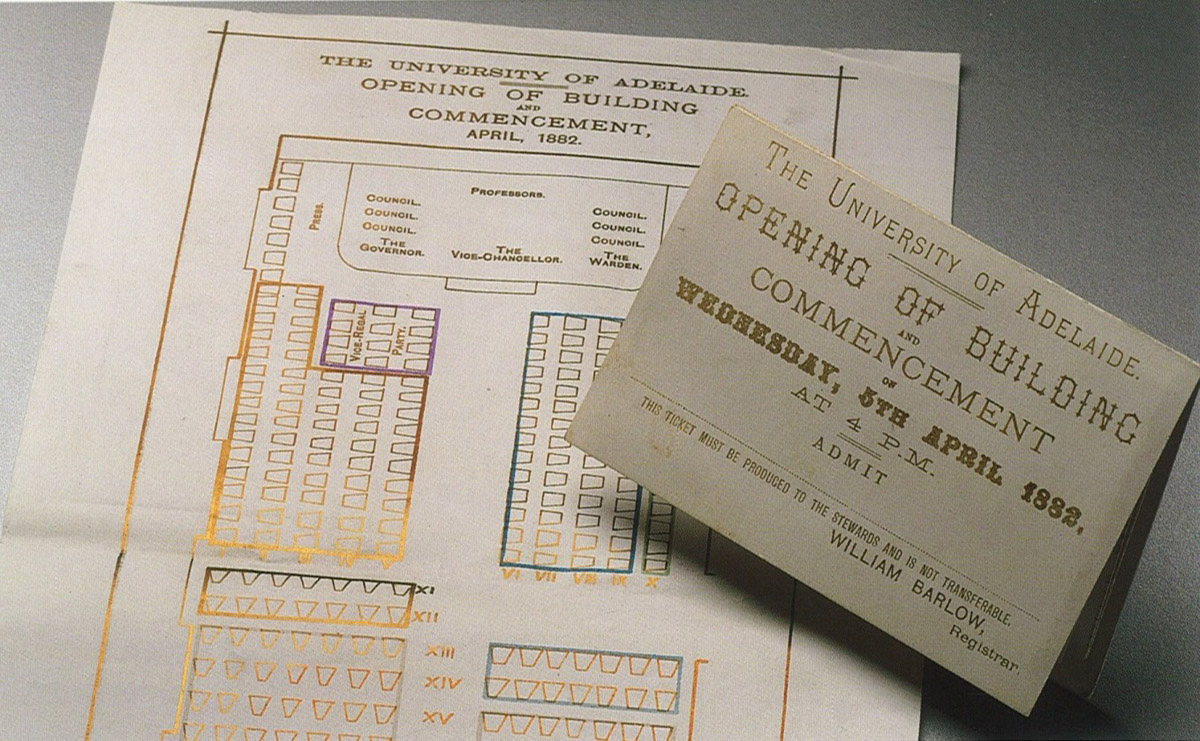 THE UNIVERSITY OF ADELAIDE.
OPENING OF BUILDING
AND
COMMENCEMENT,
APRIL, 1882.
PRESS.
PROFESSORS.
COUNCIL.
COUNCIL.
COUNCIL.
THE
GOVERNOR.
THE
VICE-CHANCELLOR.
COUNCIL.
COUNCIL.
COUNCIL.
THE
WARDEN.
VICE-REGAL
PARTY.
VI VII VIII IX X
XI
XII
XIII
XIV
XV
THE UNIVERSITY OF ADELAIDE.
OPENING OF BUILDING
AND
COMMENCEMENT
ON
WEDNESDAY, 5TH APRIL 1882,
AT 4 P.M.
ADMIT
THIS TICKET MUST BE PRODUCED TO THE STEWARDS AND IS NOT TRANSFERABLE.
WILLIAM BARLOW,
Registrar.